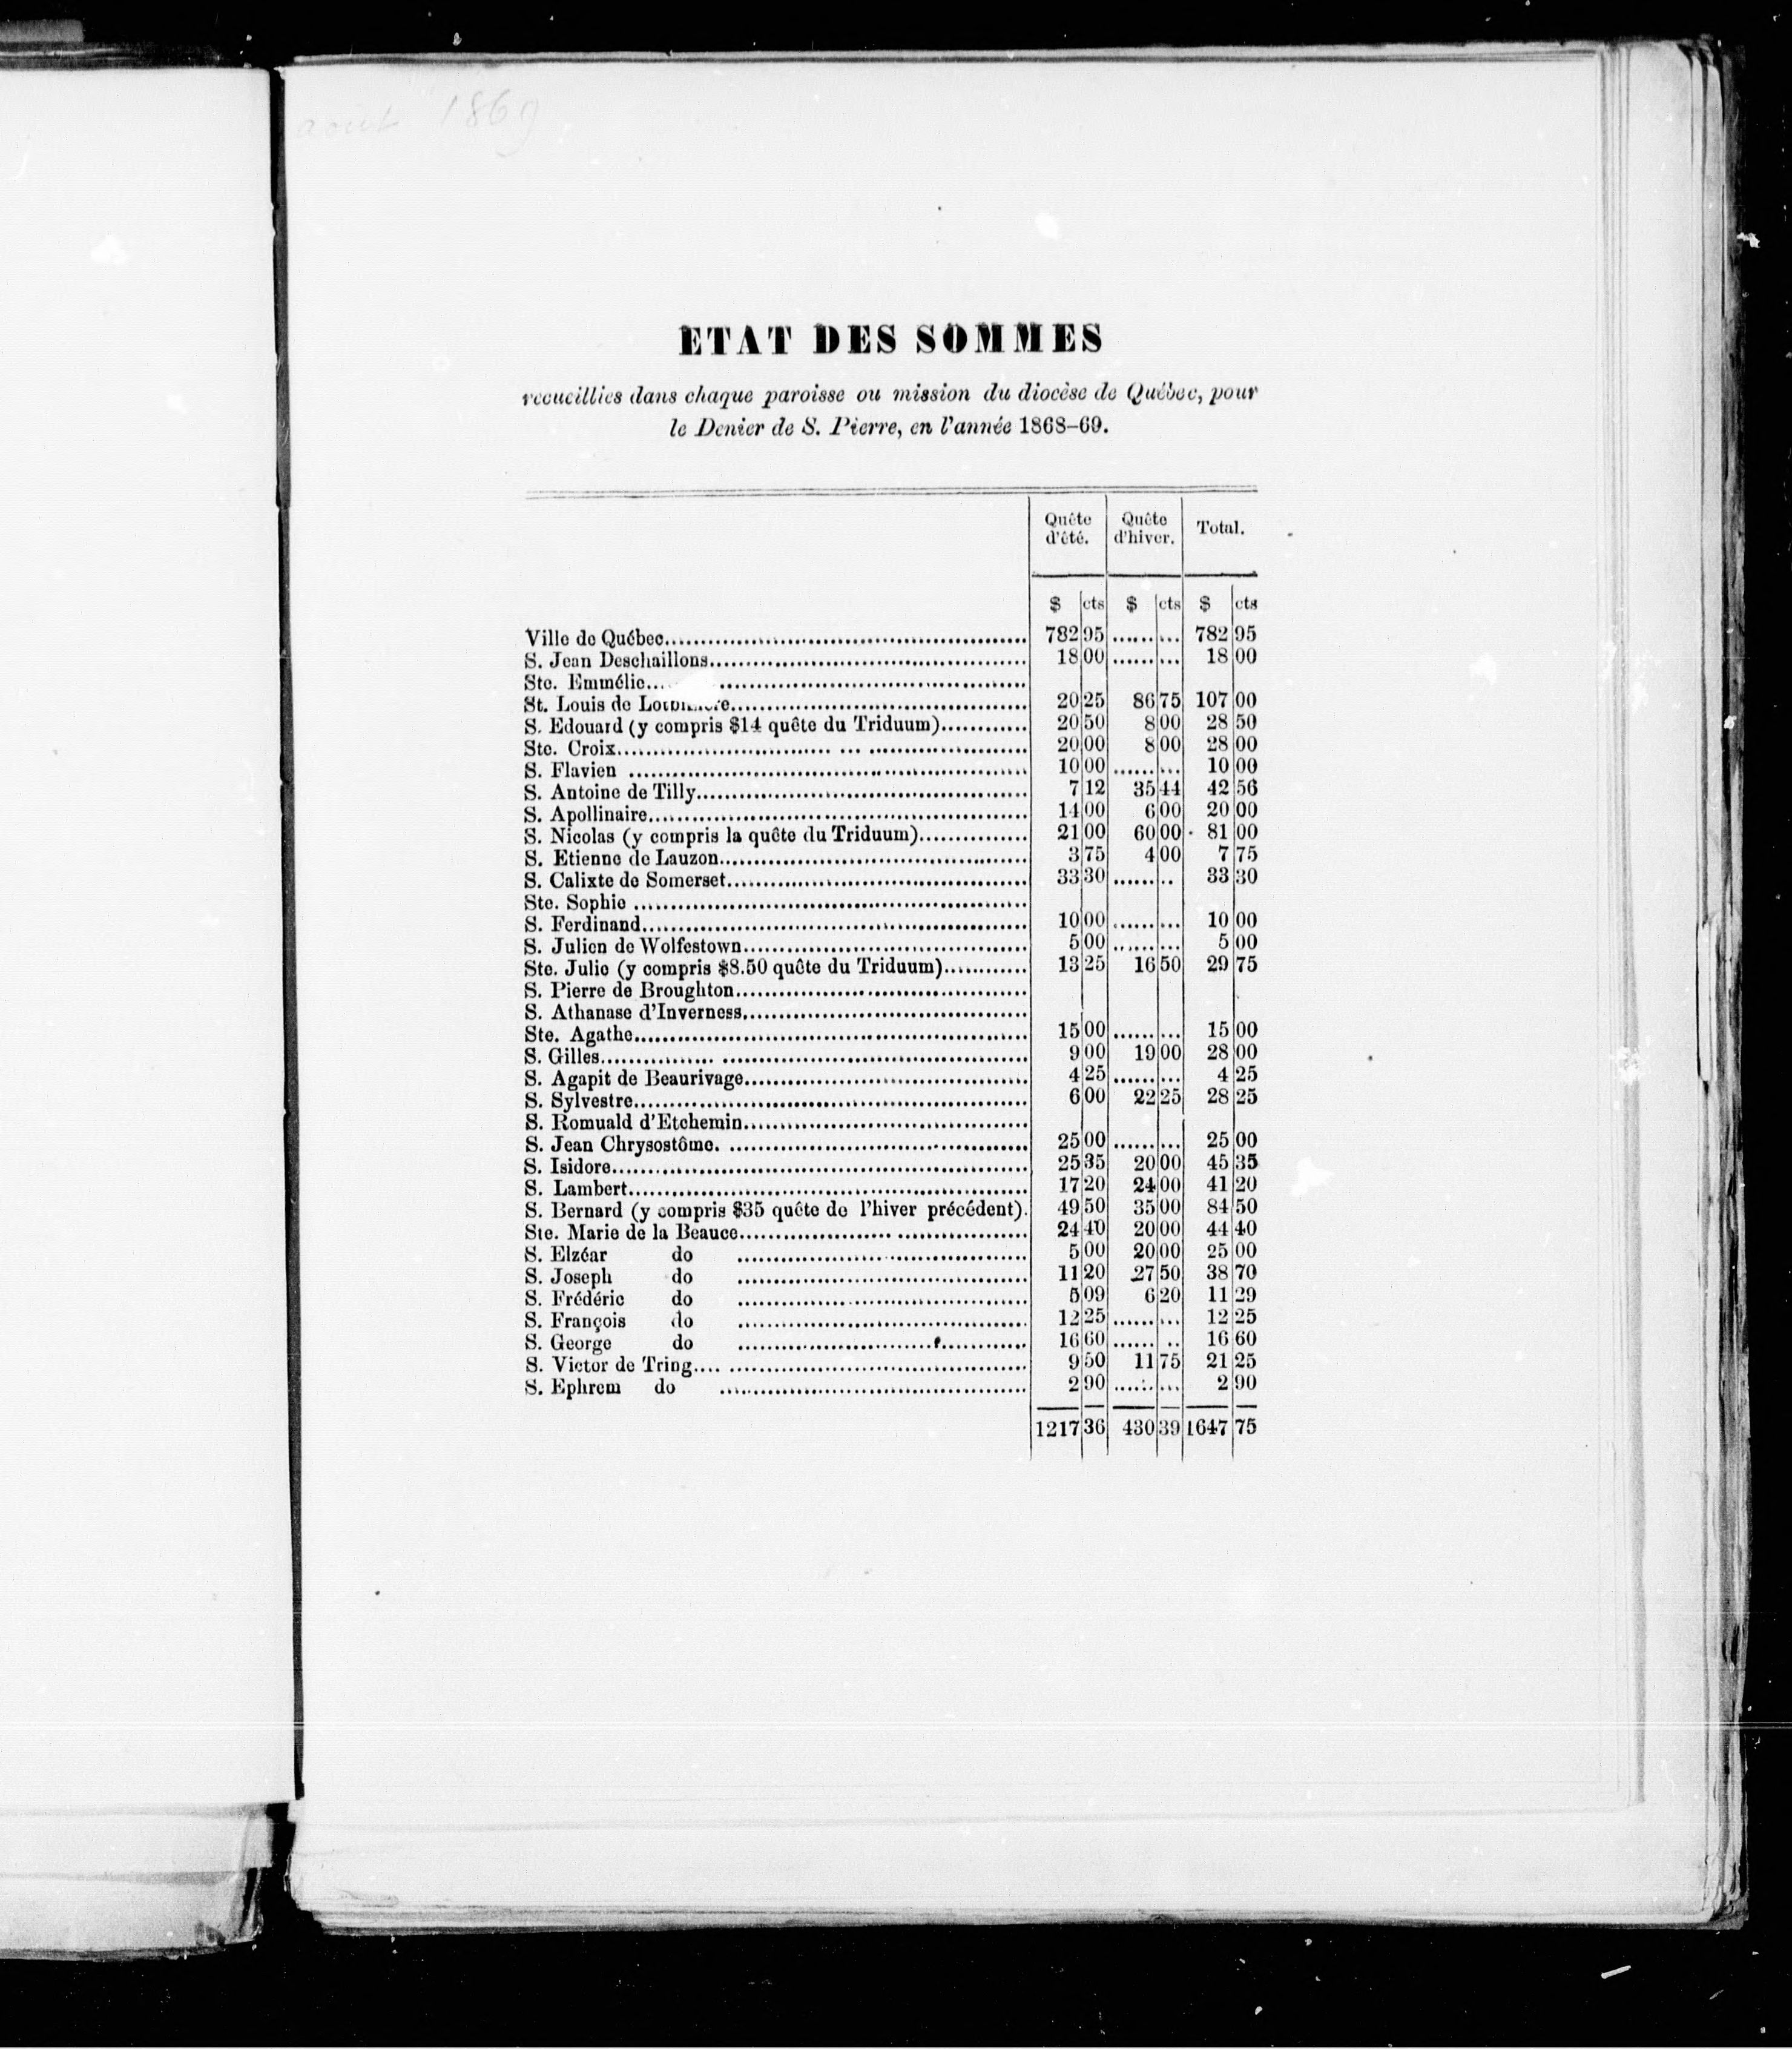 aout 1869
ETAT DES SOMMES
recueillies dans chaque paroisse ou mission du diocèse de Québec, pour
le Denier de S. Pierre, en l'année 1868–69.
Quête d'été. Quête d'hiver. Total.
$ cts $ cts $ cts
Ville de Québec 782 95 ......... 782 95
S. Jean Deschaillons 18 00 ......... 18 00
Ste. Emmélie
St. Louis de 20 25 86 75 107 00
S. Edouard (y compris $14 quête du Triduum) 20 50 8 00 28 50
Ste. Croix 20 00 8 00 28 00
S. Flavien 10 00 ......... 10 00
S. Antoine de Tilly 7 12 35 44 42 56
S. Apollinaire 14 00 6 00 20 00
S. Nicolas (y compris la quête du Triduum) 21 00 60 00 81 00
S. Etienne de Lauzon 3 75 4 00 7 75
S. Calixte de Somerset 33 30 ......... 33 30
Ste. Sophie
S. Ferdinand 10 00 ......... 10 00
S. Julien de Wolfestown 5 00 ......... 5 00
Ste. Julie (y compris $8.50 quête du Triduum) 13 25 16 50 29 75
S. Pierre de Broughton
S. Athanase d'Inverness
Ste. Agathe 15 00 ......... 15 00
S. Gilles 9 00 19 00 28 00
S. Agapit de Beaurivage 4 25 ......... 4 25
S. Sylvestre 6 00 22 25 28 25
S. Romuald d'Etchemin
S. Jean Chrysostôme. 25 00 ......... 25 00
S. Isidore 25 35 20 00 45 35
S. Lambert 17 20 24 00 41 20
S. Bernard (y compris $35 quête de l'hiver précédent). 49 50 35 00 84 50
Ste. Marie de la Beauce 24 40 20 00 44 40
S. Elzéar do 5 00 20 00 25 00
S. Joseph do 11 20 27 50 38 70
S. Frédéric do 5 09 6 20 11 29
S. François do 12 25 ......... 12 25
S. George do 16 60 ......... 16 60
S. Victor de Tring 9 50 11 75 21 25
S. Ephrem do 2 90 ......... 2 90
1217 36 430 39 1647 75